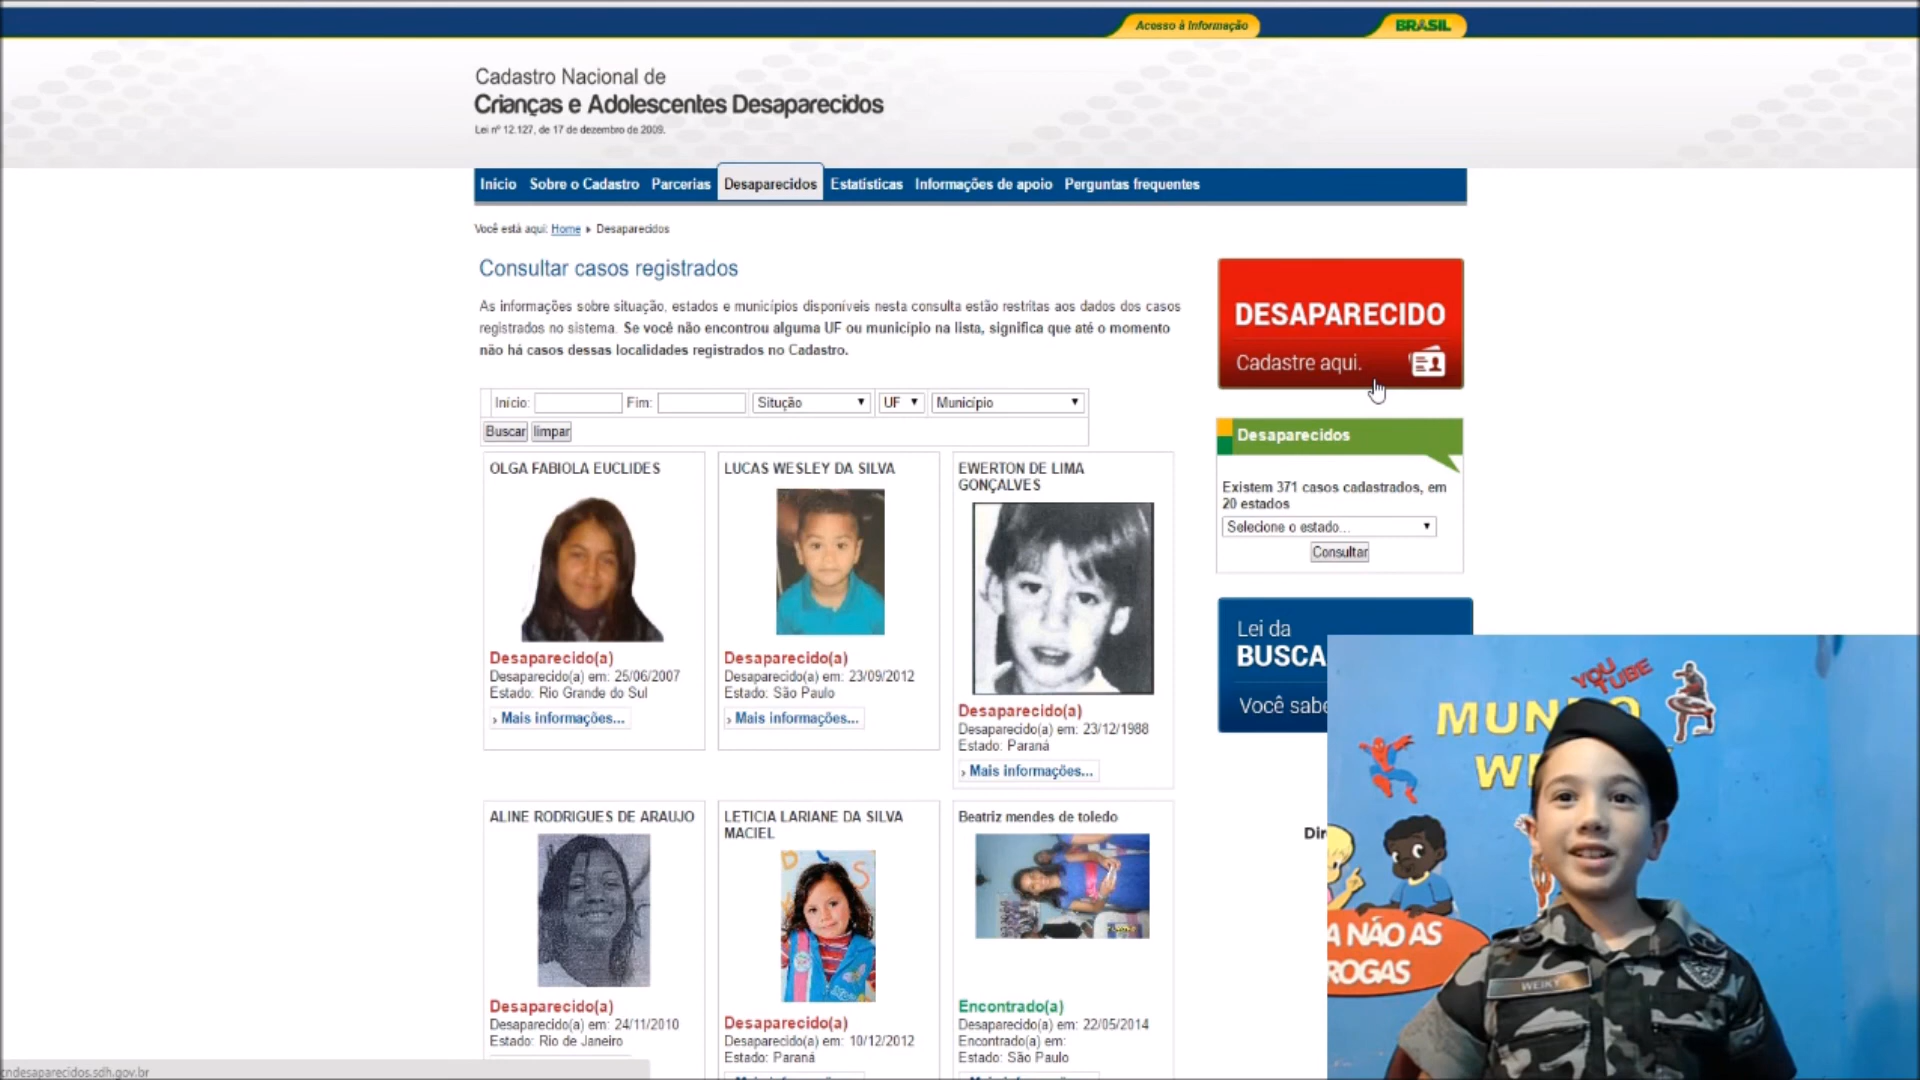 Acesso à Informação
BRASIL
Cadastro Nacional de
Crianças e Adolescentes Desaparecidos
Lei nº 12.127, de 17 de dezembro de 2009.
Início Sobre o Cadastro Parcerias Desaparecidos Estatísticas Informações de apoio Perguntas frequentes
Você está aqui: Home Desaparecidos
Consultar casos registrados
As informações sobre situação, estados e municípios disponíveis nesta consulta estão restritas aos dados dos casos
registrados no sistema. Se você não encontrou alguma UF ou município na lista, significa que até o momento
não há casos dessas localidades registrados no Cadastro.
Início: Fim: Situção UF Município
Buscar limpar
OLGA FABIOLA EUCLIDES
Desaparecido(a)
Desaparecido(a) em: 25/06/2007
Estado: Rio Grande do Sul
› Mais informações...
LUCAS WESLEY DA SILVA
Desaparecido(a)
Desaparecido(a) em: 23/09/2012
Estado: São Paulo
› Mais informações...
EWERTON DE LIMA
GONÇALVES
Desaparecido(a)
Desaparecido(a) em: 23/12/1988
Estado: Paraná
› Mais informações...
ALINE RODRIGUES DE ARAUJO
Desaparecido(a)
Desaparecido(a) em: 24/11/2010
Estado: Rio de Janeiro
LETICIA LARIANE DA SILVA
MACIEL
Desaparecido(a)
Desaparecido(a) em: 10/12/2012
Estado: Paraná
Beatriz mendes de toledo
Encontrado(a)
Desaparecido(a) em: 22/05/2014
Encontrado(a) em:
Estado: São Paulo
DESAPARECIDO
Cadastre aqui.
Desaparecidos
Existem 371 casos cadastrados, em
20 estados
Selecione o estado...
Consultar
Lei da
BUSCA
Você sabe
Dir
YOU
TUBE
MUN O
W
A NÃO AS
ROGAS
WEIKY
cndesaparecidos.sdh.gov.br